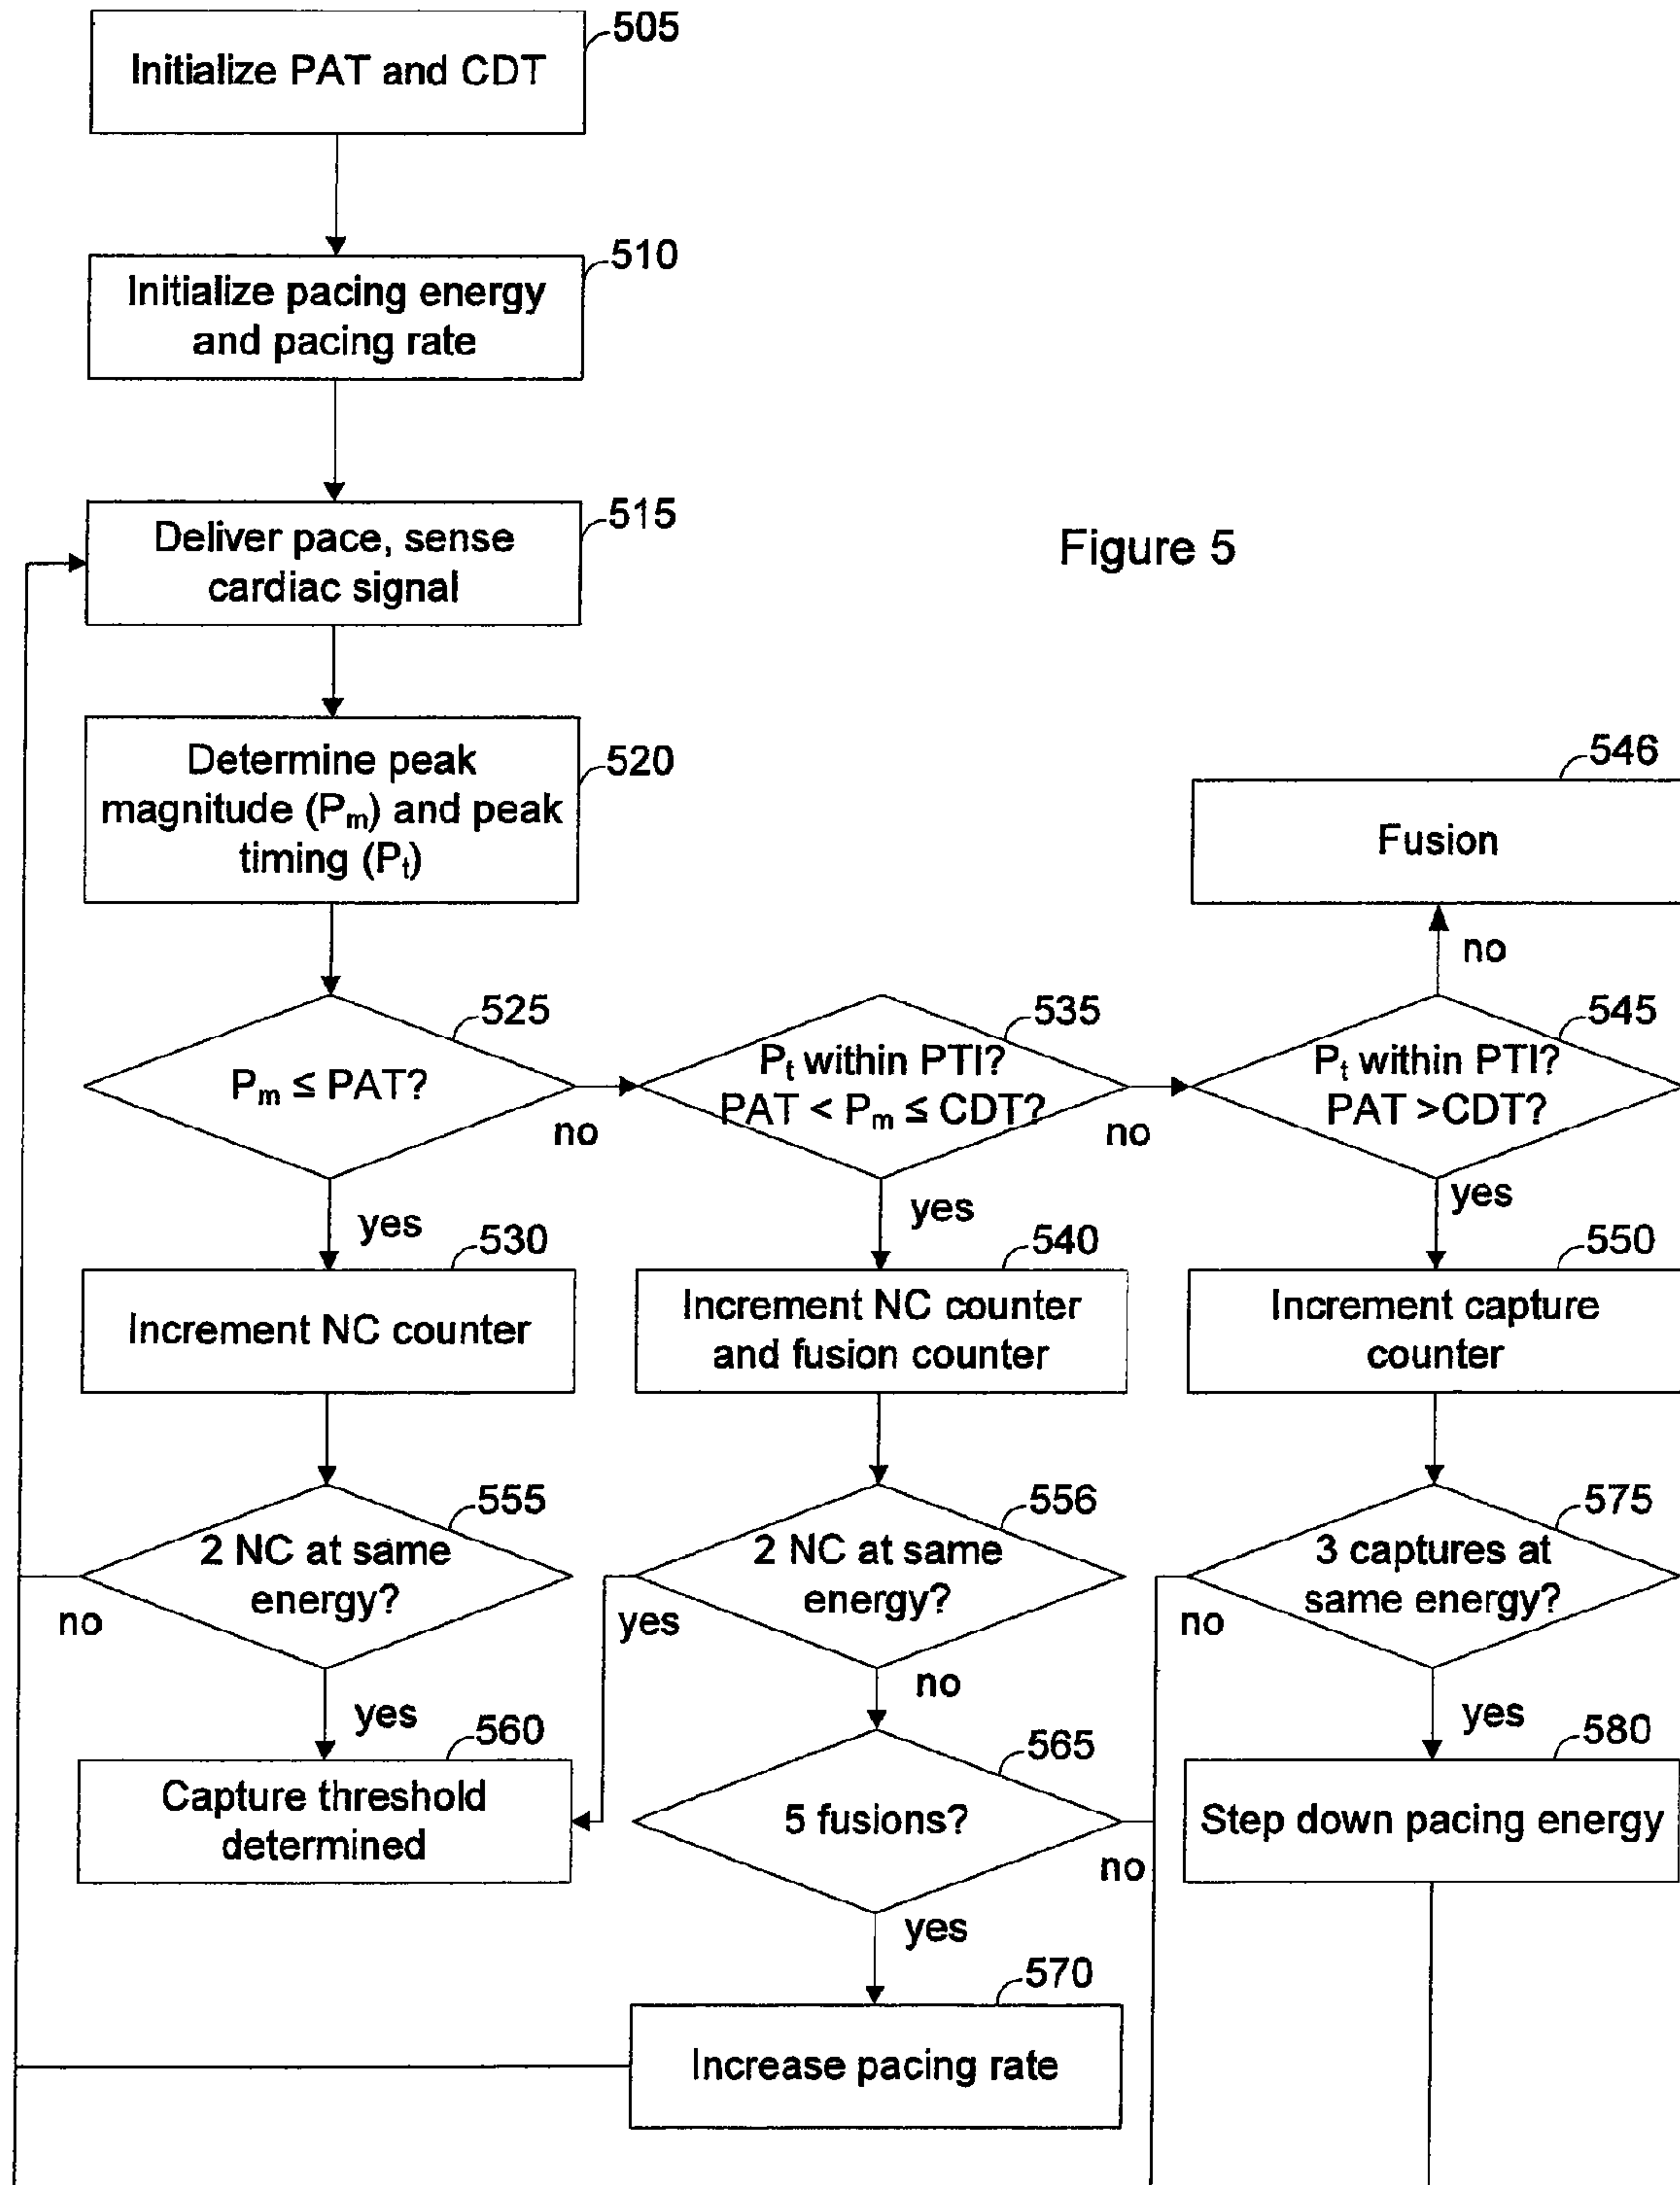 505
Initialize PAT and CDT
510
Initialize pacing energy
and pacing rate
515
Deliver pace, sense
cardiac signal
Figure 5
520
Determine peak
magnitude (Pm) and peak
timing (Pt)
546
Fusion
no
525
Pm ≤ PAT?
no
yes
535
Pt within PTI?
PAT < Pm ≤ CDT?
no
yes
545
Pt within PTI?
PAT >CDT?
yes
530
Increment NC counter
540
Increment NC counter
and fusion counter
550
Increment capture
counter
555
2 NC at same
energy?
no
yes
556
2 NC at same
energy?
yes
no
575
3 captures at
same energy?
no
yes
560
Capture threshold
determined
565
5 fusions?
no
yes
580
Step down pacing energy
570
Increase pacing rate